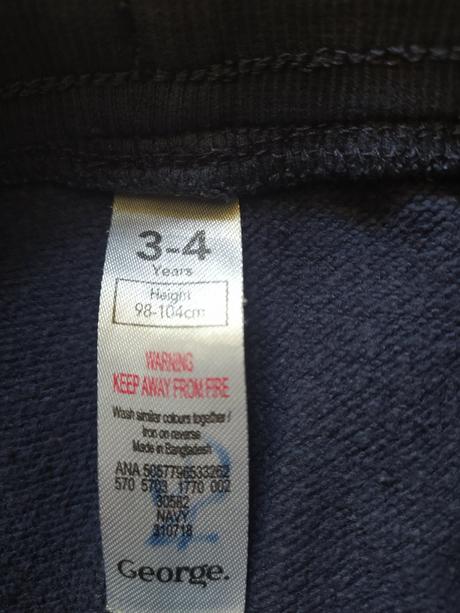 3-4
Years
Height
98-104cm
WARNING
KEEP AWAY FROM FIRE
Wash similar colours together /
Iron on reverse
Made in Bangladesh
ANA 5057796533262
570 5703 1770 002
30582
NAVY
310718
George.